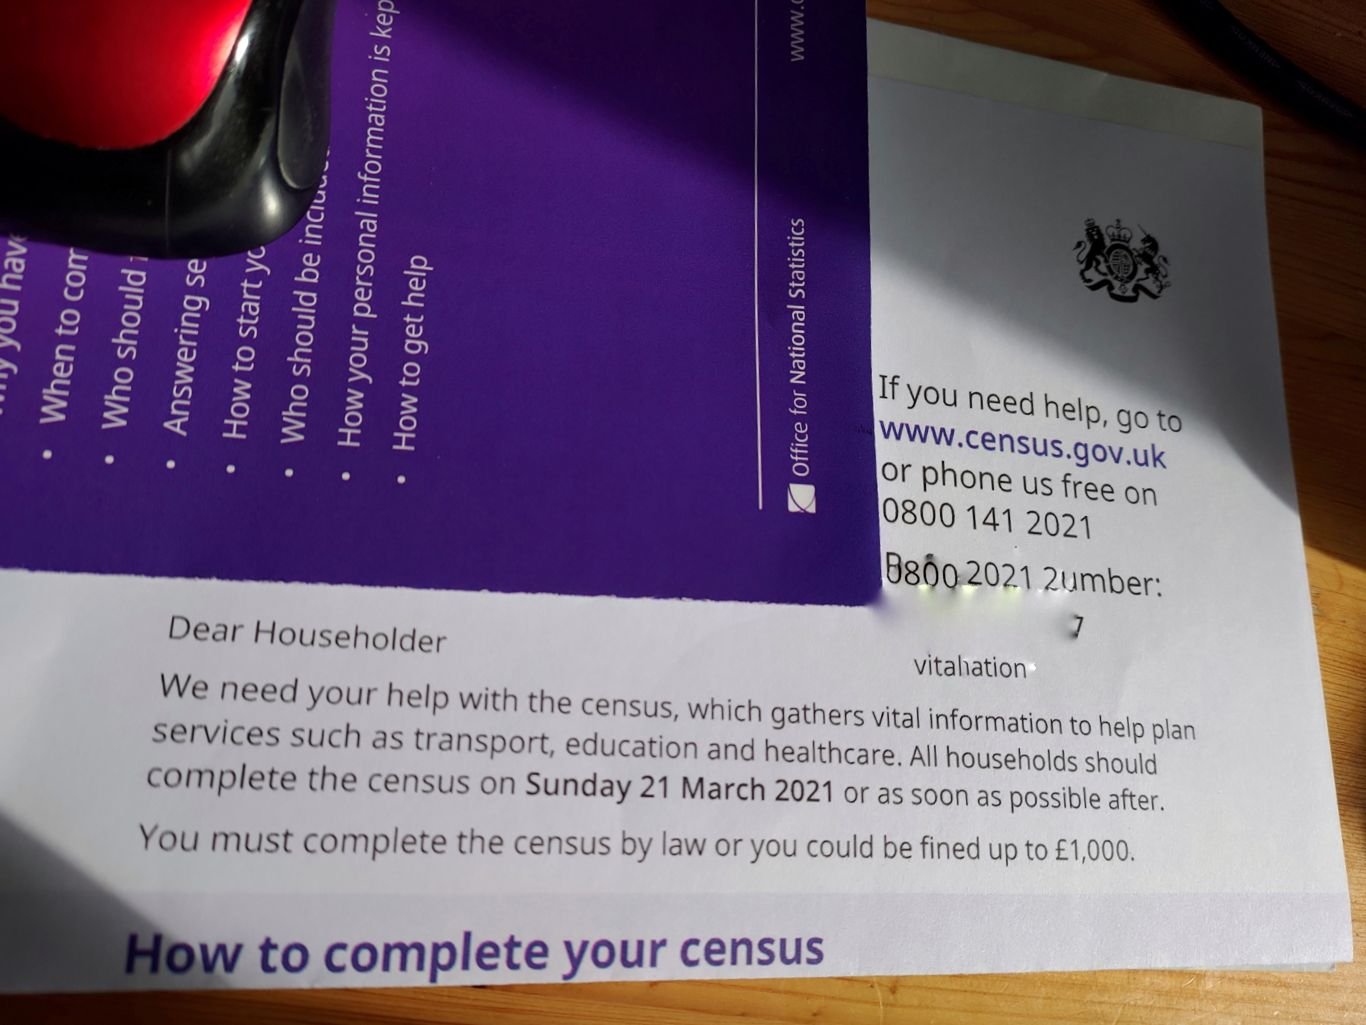 When to com
Who should
Answering se
How to start yo
Who should be includ
How your personal information is kep
How to get help
Office for National Statistics
www.c
If you need help, go to
www.census.gov.uk
or phone us free on
0800 141 2021
Dear Householder
We need your help with the census, which gathers vital information to help plan
services such as transport, education and healthcare. All households should
complete the census on Sunday 21 March 2021 or as soon as possible after.
You must complete the census by law or you could be fined up to £1,000.
How to complete your census